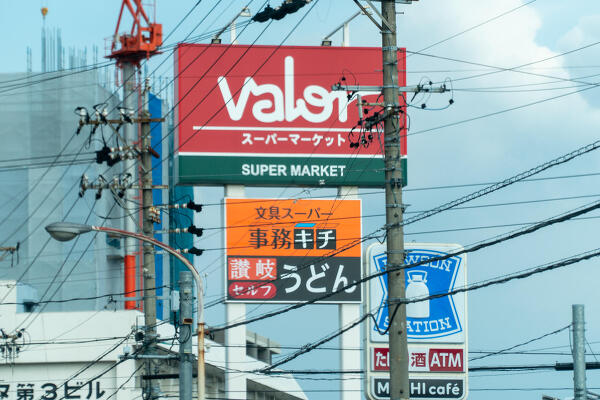 valor
スーパーマーケット
SUPER MARKET
文具スーパー
事務キチ
讃岐
セルフ
うどん
LAWSON
STATION
酒 ATM
café
第3ビル